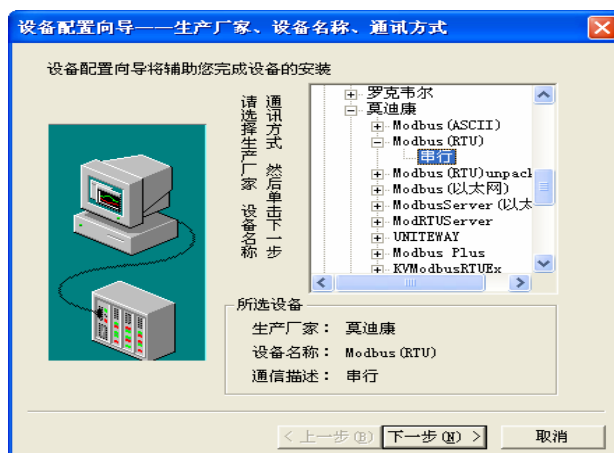 设备配置向导——生产厂家、设备名称、通讯方式
设备配置向导将辅助您完成设备的安装
请选择生产厂家 设备名称
通讯方式 然后单击下一步
罗克韦尔
莫迪康
Modbus(ASCII)
Modbus(RTU)
串行
Modbus(RTU)unpack
Modbus(以太网)
ModbusServer(以太
ModRTUServer
UNITEWAY
Modbus Plus
KVModbusRTUEx
所选设备
生产厂家： 莫迪康
设备名称： Modbus(RTU)
通信描述： 串行
< 上一步(B) 下一步(N) > 取消